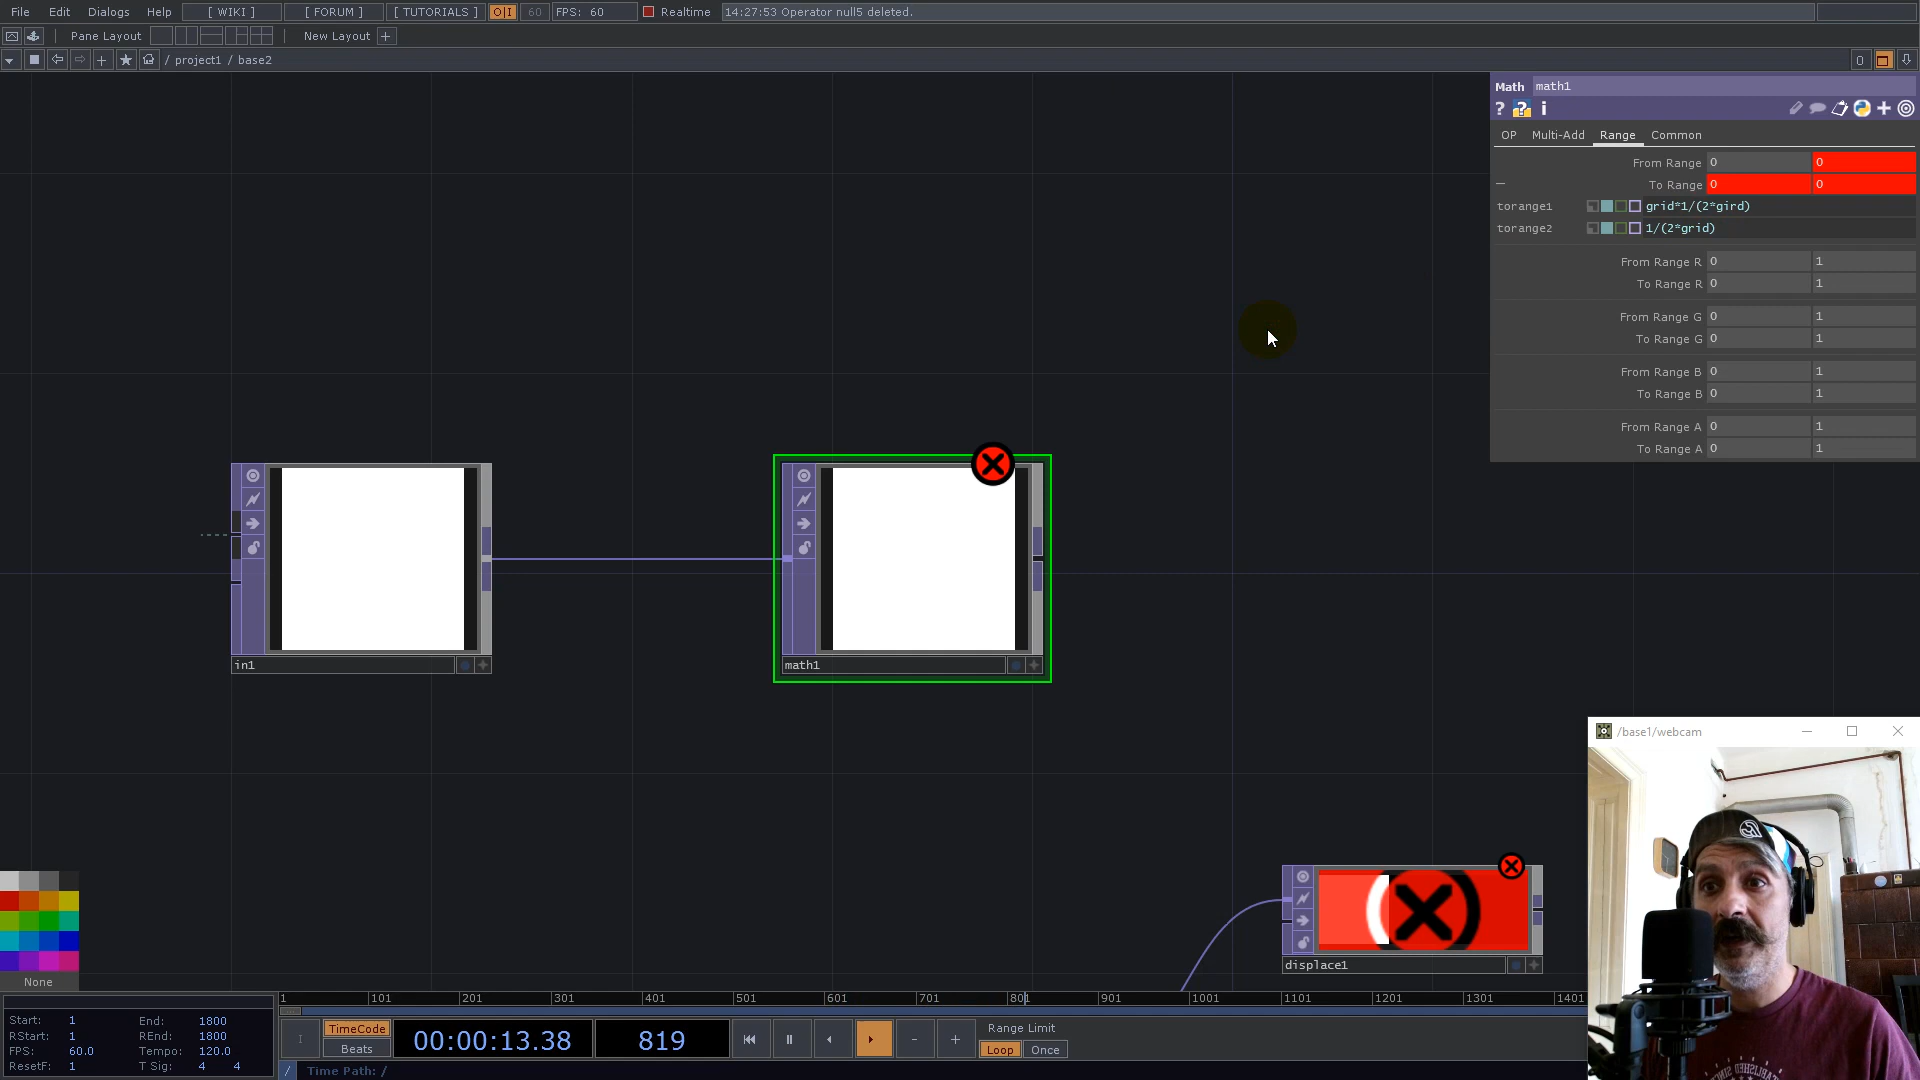 File Edit Dialogs Help [ WIKI ] [ FORUM ] [ TUTORIALS ] O|I 60 FPS: 60 Realtime 14:27:53 Operator null5 deleted.
Pane Layout New Layout +
/ project1 / base2 0
Math math1
? ? i
OP Multi-Add Range Common
From Range 0 0
To Range 0 0
torange1 grid*1/(2*gird)
torange2 1/(2*grid)
From Range R 0 1
To Range R 0 1
From Range G 0 1
To Range G 0 1
From Range B 0 1
To Range B 0 1
From Range A 0 1
To Range A 0 1
in1
math1
/base1/webcam
displace1
None
1 101 201 301 401 501 601 701 801 901 1001 1101 1201 1301 1401
Start: 1 End: 1800
RStart: 1 REnd: 1800
FPS: 60.0 Tempo: 120.0
ResetF: 1 T Sig: 4 4
TimeCode
Beats
00:00:13.38
819
Range Limit
Loop Once
/ Time Path: /